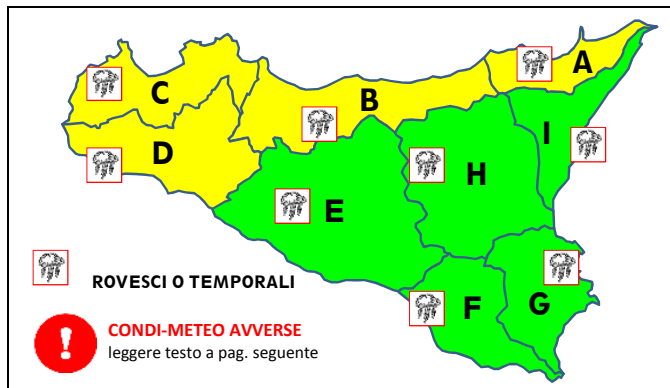 A
C
B
D
I
H
E
F
G
ROVESCI O TEMPORALI
CONDI-METEO AVVERSE
leggere testo a pag. seguente